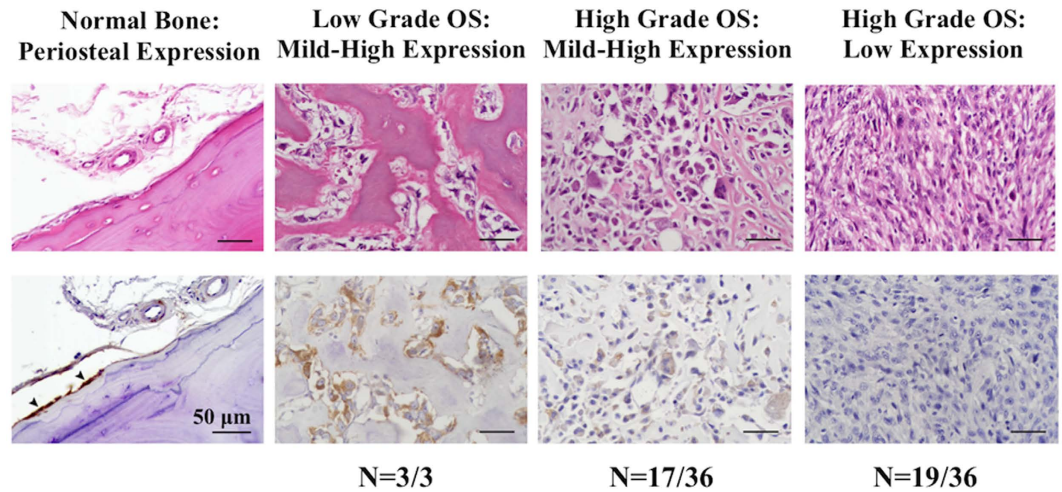 Normal Bone:
Periosteal Expression
Low Grade OS:
Mild-High Expression
High Grade OS:
Mild-High Expression
High Grade OS:
Low Expression
50 µm
N=3/3
N=17/36
N=19/36